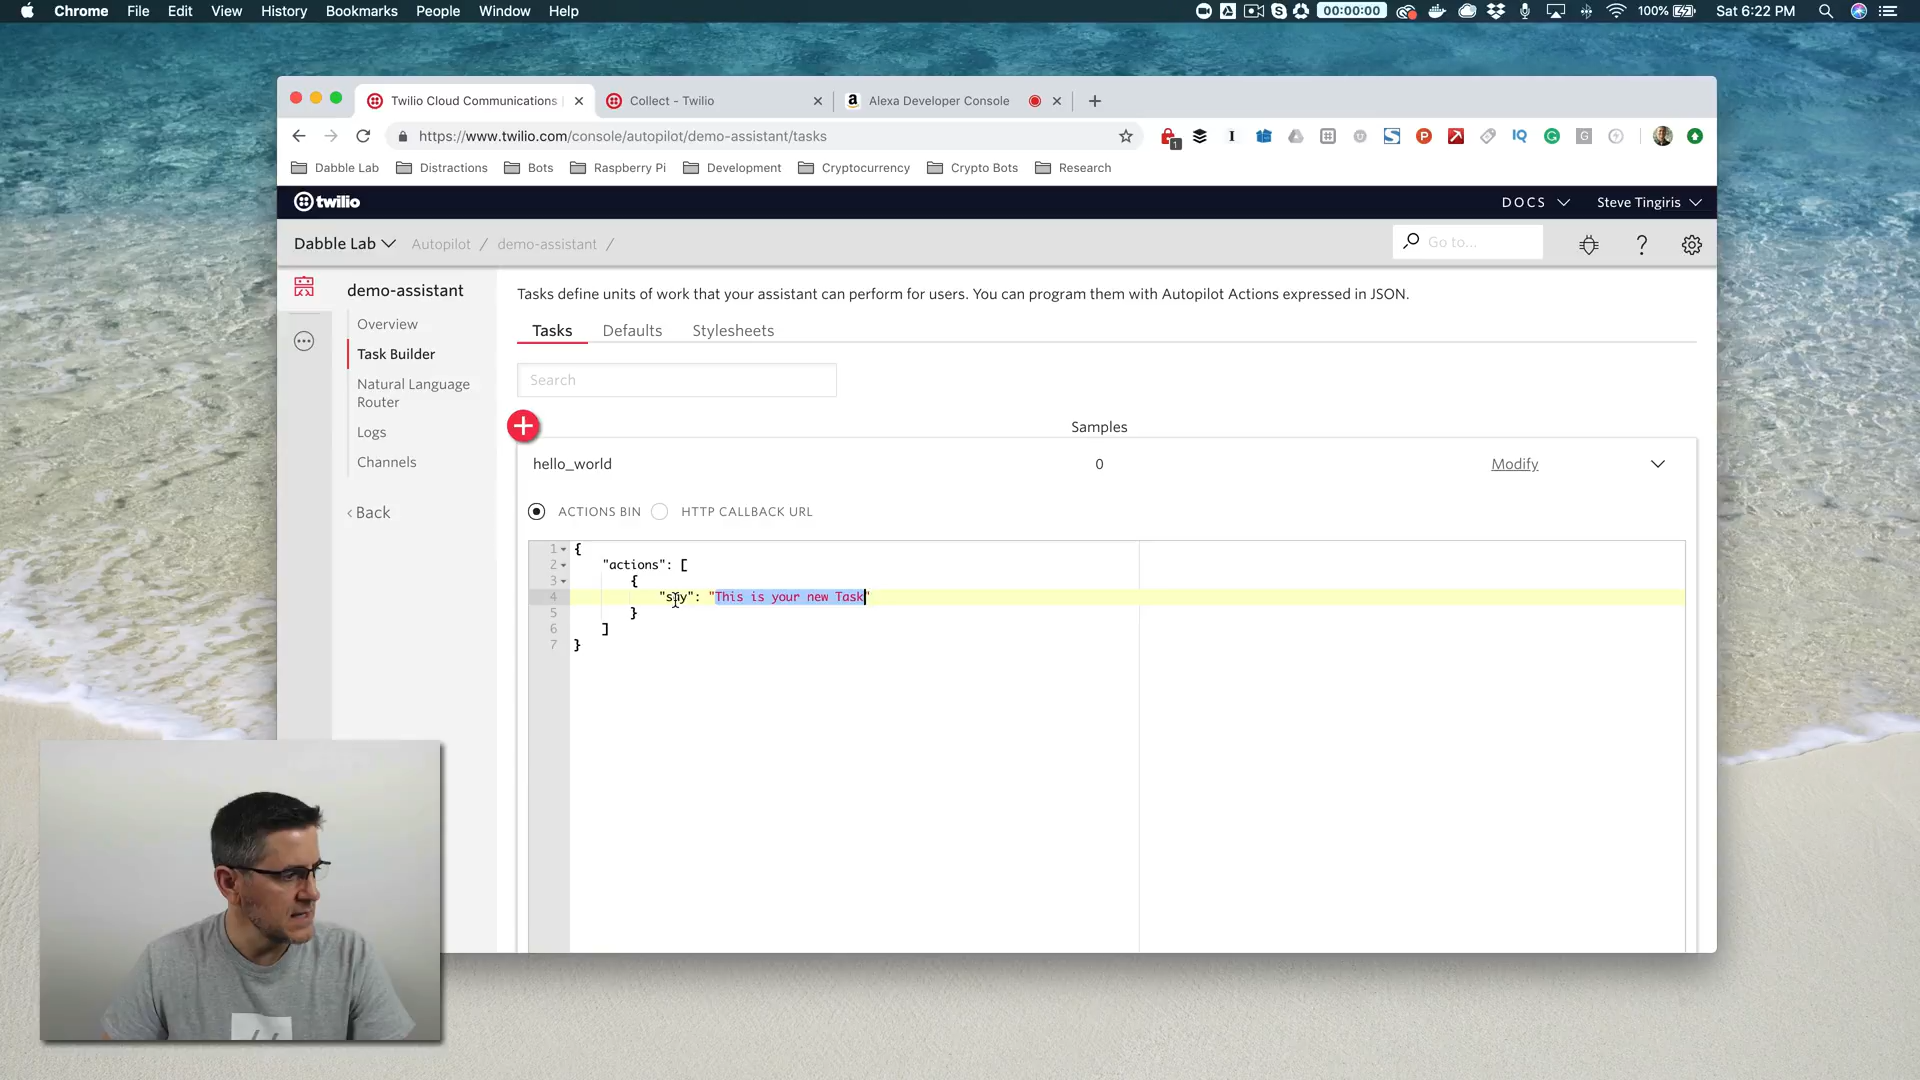 Chrome File Edit View History Bookmarks People Window Help
00:00:00 100% Sat 6:22 PM
Twilio Cloud Communications
Collect - Twilio
Alexa Developer Console
https://www.twilio.com/console/autopilot/demo-assistant/tasks
Dabble Lab Distractions Bots Raspberry Pi Development Cryptocurrency Crypto Bots Research
twilio
DOCS
Steve Tingiris
Dabble Lab Autopilot / demo-assistant /
Go to...
demo-assistant
Overview
Task Builder
Natural Language
Router
Logs
Channels
‹ Back
Tasks define units of work that your assistant can perform for users. You can program them with Autopilot Actions expressed in JSON.
Tasks Defaults Stylesheets
Search
Samples
hello_world 0 Modify
ACTIONS BIN HTTP CALLBACK URL
1 {
2 "actions": [
3 {
4 "say": "This is your new Task"
5 }
6 ]
7 }